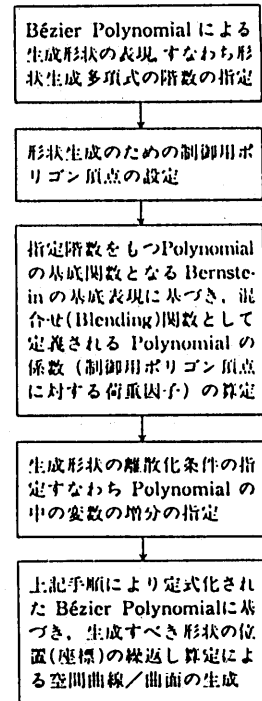 Bézier Polynomial による
生成形状の表現,すなわち形
状生成多項式の階数の指定
形状生成のための制御用ポ
リゴン頂点の設定
指定階数をもつPolynomial
の基底関数となる Bernste-
in の基底表現に基づき,混
合せ(Blending)関数として
定義される Polynomial の
係数(制御用ポリゴン頂点
に対する荷重因子)の算定
生成形状の離散化条件の指
定すなわち Polynomial の
中の変数の増分の指定
上記手順により定式化され
た Bézier Polynomialに基
づき,生成すべき形状の位
置(座標)の繰返し算定によ
る空間曲線/曲面の生成